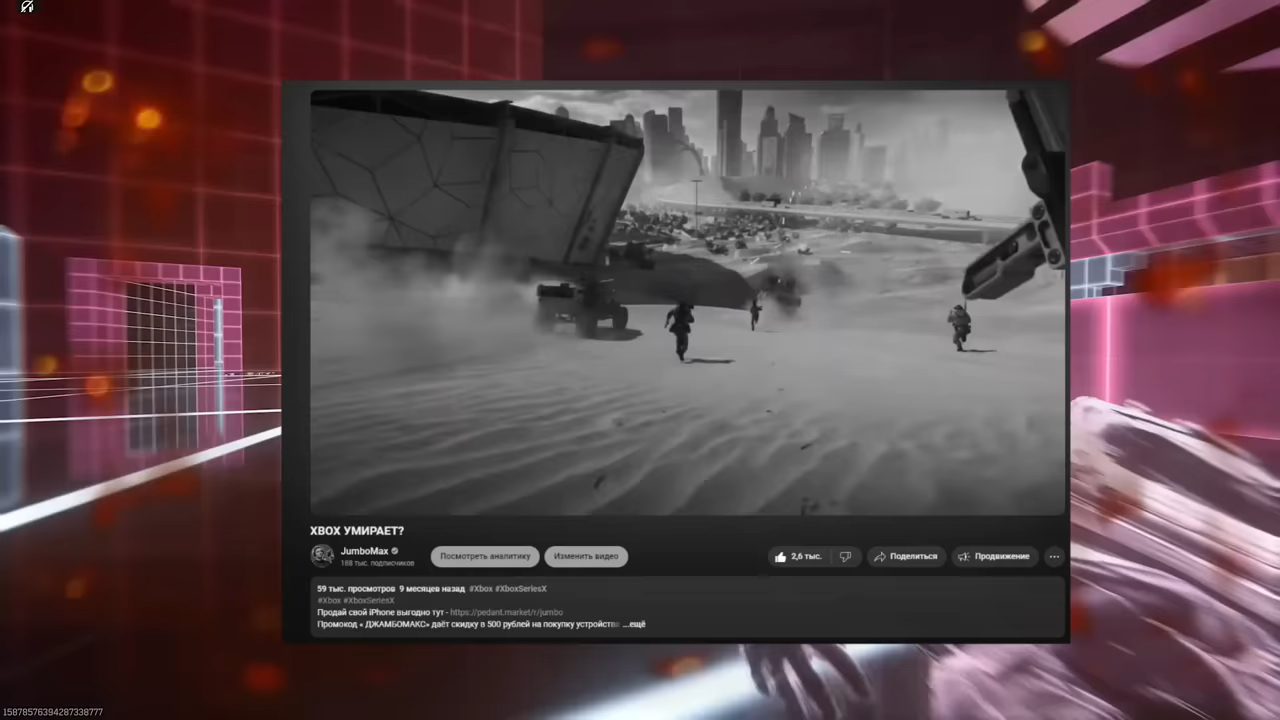 XBOX УМИРАЕТ?
JumboMax
188 тыс. подписчиков
Посмотреть аналитику
Изменить видео
2,6 тыс.
Поделиться
Продвижение
59 тыс. просмотров 9 месяцев назад #Xbox #XboxSeriesX
#Xbox #XboxSeriesX
Продай свой iPhone выгодно тут - https://pedant.market/r/jumbo
Промокод « ДЖАМБОМАКС» даёт скидку в 500 рублей на покупку устройства ...ещё
15878576394287338777